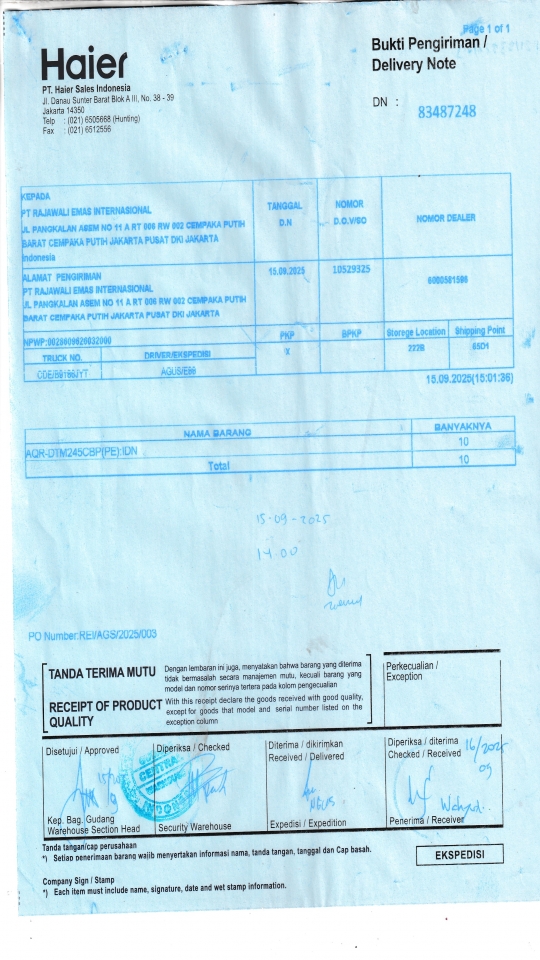 Page 1 of 1
Haier
Bukti Pengiriman /
Delivery Note
PT. Haier Sales Indonesia
Jl. Danau Sunter Barat Blok A III, No. 38 - 39
Jakarta 14350
Telp : (021) 6505668 (Hunting)
Fax : (021) 6512556
DN : 83487248
KEPADA
PT RAJAWALI EMAS INTERNASIONAL
JL PANGKALAN ASEM NO 11 A RT 006 RW 002 CEMPAKA PUTIH
BARAT CEMPAKA PUTIH JAKARTA PUSAT DKI JAKARTA
Indonesia
TANGGAL
D.N
NOMOR
D.O.V/SO
NOMOR DEALER
ALAMAT PENGIRIMAN
PT RAJAWALI EMAS INTERNASIONAL
JL PANGKALAN ASEM NO 11 A RT 006 RW 002 CEMPAKA PUTIH
BARAT CEMPAKA PUTIH JAKARTA PUSAT DKI JAKARTA
15.09.2025
10529325
PKP
BPKP
Storege Location
Shipping Point
X
222B
65D1
TRUCK NO.
DRIVER/EKSPEDISI
15.09.2025(15:01:36)
NAMA BARANG
BANYAKNYA
AQR-DTM245CBP(PE):IDN
10
Total
10
15-09-2025
14.00
PO Number:REI/AGS/2025/003
TANDA TERIMA MUTU
Dengan lembaran ini juga, menyatakan bahwa barang yang diterima
tidak bermasalah secara manajemen mutu, kecuali barang yang
model dan nomor serinya tertera pada kolom pengecualian
RECEIPT OF PRODUCT
QUALITY
With this receipt declare the goods received with good quality,
except for goods that model and serial number listed on the
exception column
Perkecualian /
Exception
Disetujui / Approved
Diperiksa / Checked
Diterima / dikirimkan
Received / Delivered
Diperiksa / diterima
Checked / Received
16/2025
09
CENTRAL
INDONESIA
AGUS
Kep. Bag. Gudang
Warehouse Section Head
Security Warehouse
Expedisi / Expedition
Penerima / Receiver
Tanda tangan/cap perusahaan
*) Setiap penerimaan barang wajib menyertakan informasi nama, tanda tangan, tanggal dan Cap basah.
EKSPEDISI
Company Sign / Stamp
*) Each item must include name, signature, date and wet stamp information.